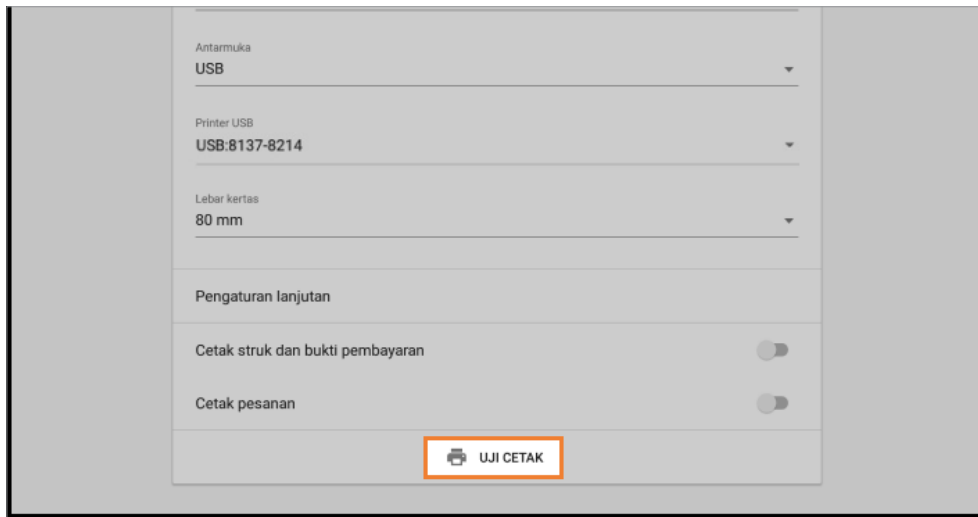 Antarmuka
USB
Printer USB
USB:8137-8214
Lebar kertas
80 mm
Pengaturan lanjutan
Cetak struk dan bukti pembayaran
Cetak pesanan
UJI CETAK